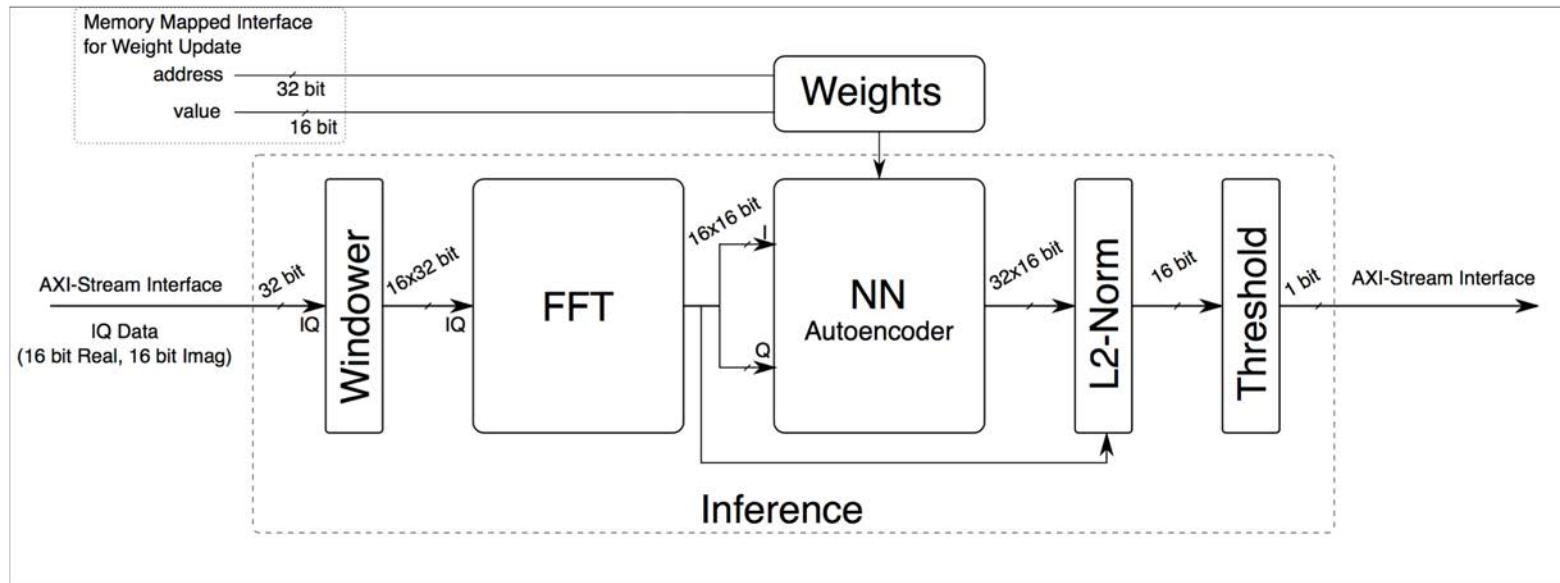 Memory Mapped Interface
for Weight Update
address
32 bit
value
16 bit
Weights
AXI-Stream Interface
IQ Data
(16 bit Real, 16 bit Imag)
32 bit
IQ
Windower
16x32 bit
IQ
FFT
16x16 bit
I
Q
NN
Autoencoder
32x16 bit
L2-Norm
16 bit
Threshold
1 bit
AXI-Stream Interface
Inference